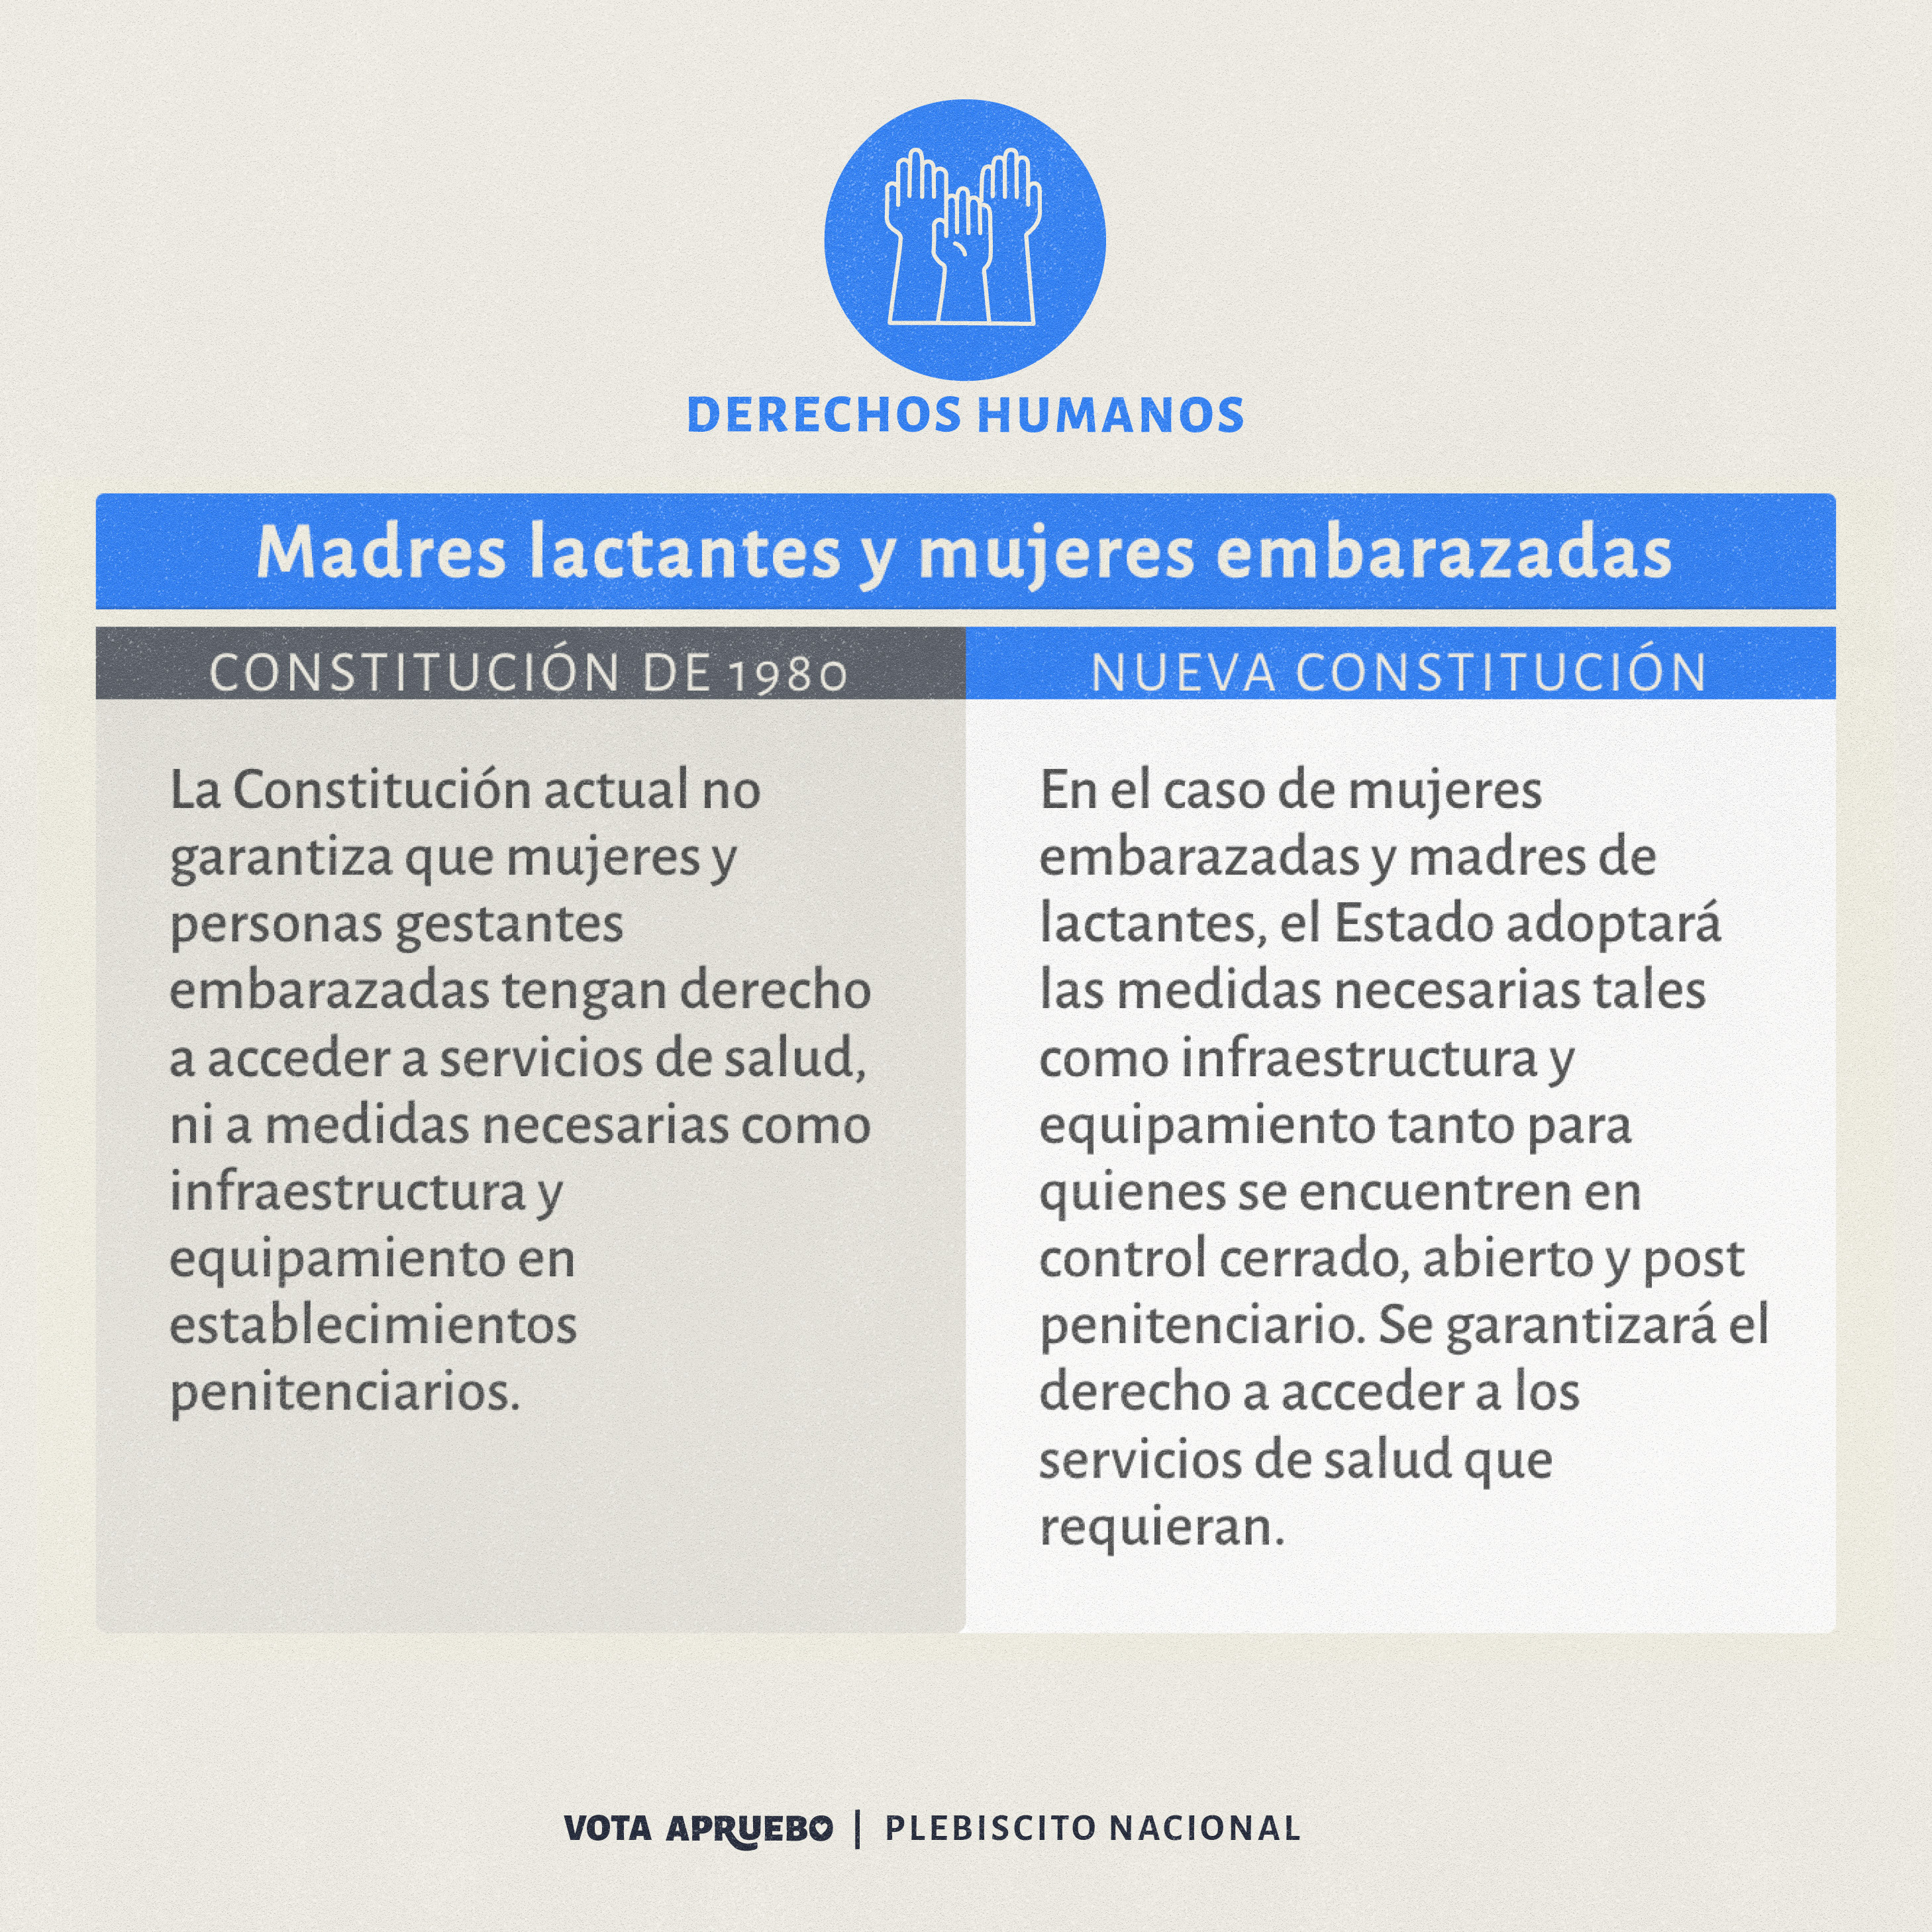 DERECHOS HUMANOS
Madres lactantes y mujeres embarazadas
CONSTITUCIÓN DE 1980
La Constitución actual no
garantiza que mujeres y
personas gestantes
embarazadas tengan derecho
a acceder a servicios de salud,
ni a medidas necesarias como
infraestructura y
equipamiento en
establecimientos
penitenciarios.
NUEVA CONSTITUCIÓN
En el caso de mujeres
embarazadas y madres de
lactantes, el Estado adoptará
las medidas necesarias tales
como infraestructura y
equipamiento tanto para
quienes se encuentren en
control cerrado, abierto y post
penitenciario. Se garantizará el
derecho a acceder a los
servicios de salud que
requieran.
VOTA APRUEBO | PLEBISCITO NACIONAL